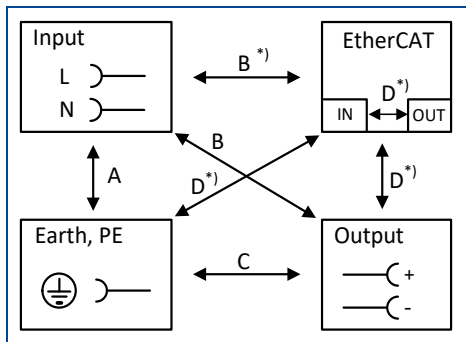 Input
EtherCAT
L
N
B *)
D*)
IN
OUT
B
A
D*)
D*)
Earth, PE
Output
C
+
-